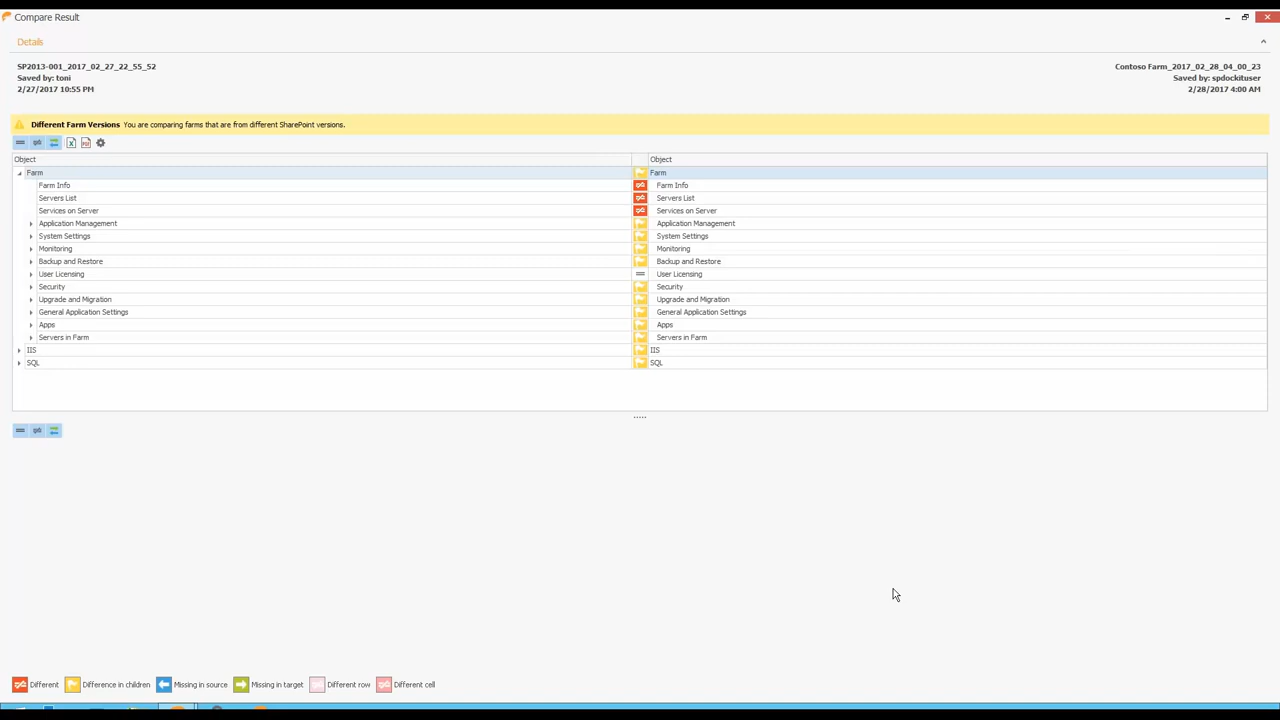 Compare Result
Details
SP2013-001_2017_02_27_22_55_52
Saved by: toni
2/27/2017 10:55 PM
Contoso Farm_2017_02_28_04_00_23
Saved by: spdockituser
2/28/2017 4:00 AM
Different Farm Versions You are comparing farms that are from different SharePoint versions.
Object Object
Farm Farm
Farm Info Farm Info
Servers List Servers List
Services on Server Services on Server
Application Management Application Management
System Settings System Settings
Monitoring Monitoring
Backup and Restore Backup and Restore
User Licensing User Licensing
Security Security
Upgrade and Migration Upgrade and Migration
General Application Settings General Application Settings
Apps Apps
Servers in Farm Servers in Farm
IIS IIS
SQL SQL
Different Difference in children Missing in source Missing in target Different row Different cell